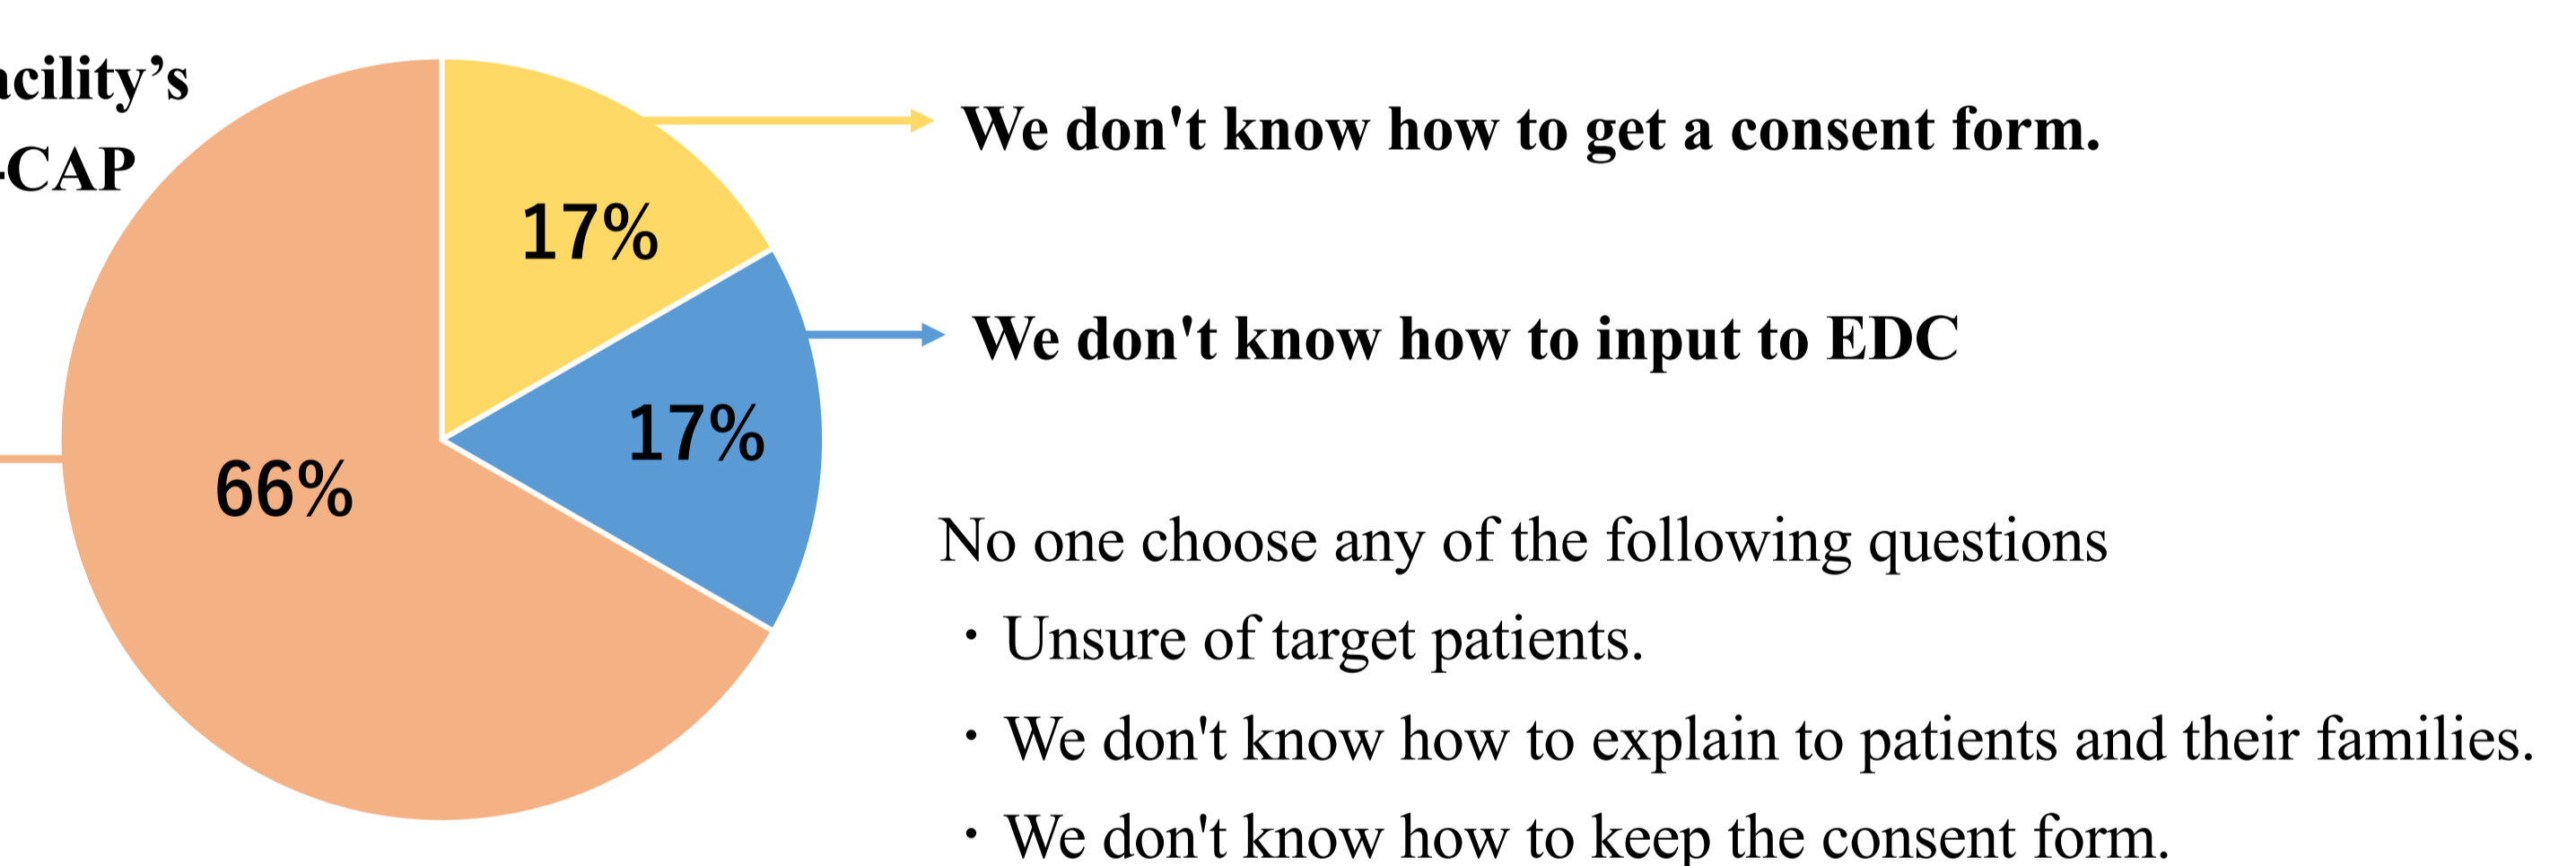 acility’s
-CAP
17%
17%
66%
We don't know how to get a consent form.
We don't know how to input to EDC
No one choose any of the following questions
・Unsure of target patients.
・We don't know how to explain to patients and their families.
・We don't know how to keep the consent form.